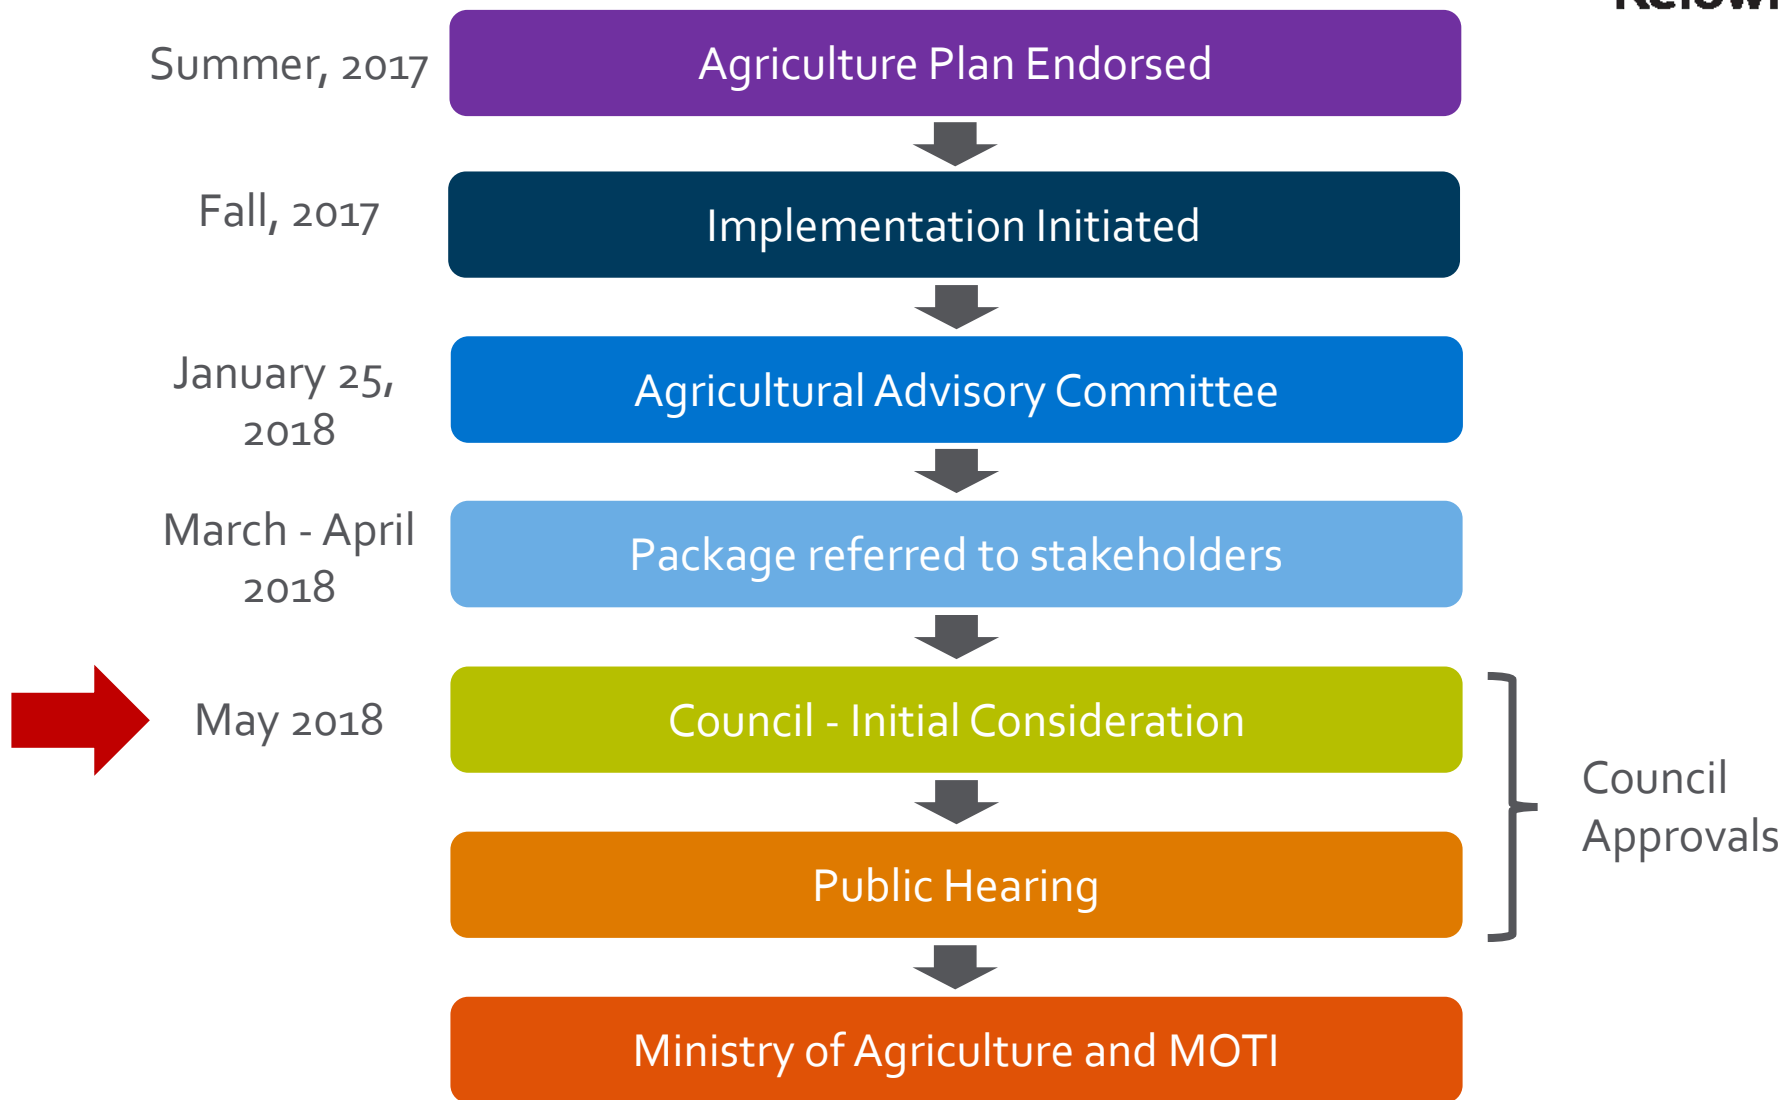 Summer, 2017
Agriculture Plan Endorsed
Fall, 2017
Implementation Initiated
January 25,
2018
Agricultural Advisory Committee
March - April
2018
Package referred to stakeholders
May 2018
Council - Initial Consideration
Public Hearing
Council
Approvals
Ministry of Agriculture and MOTI